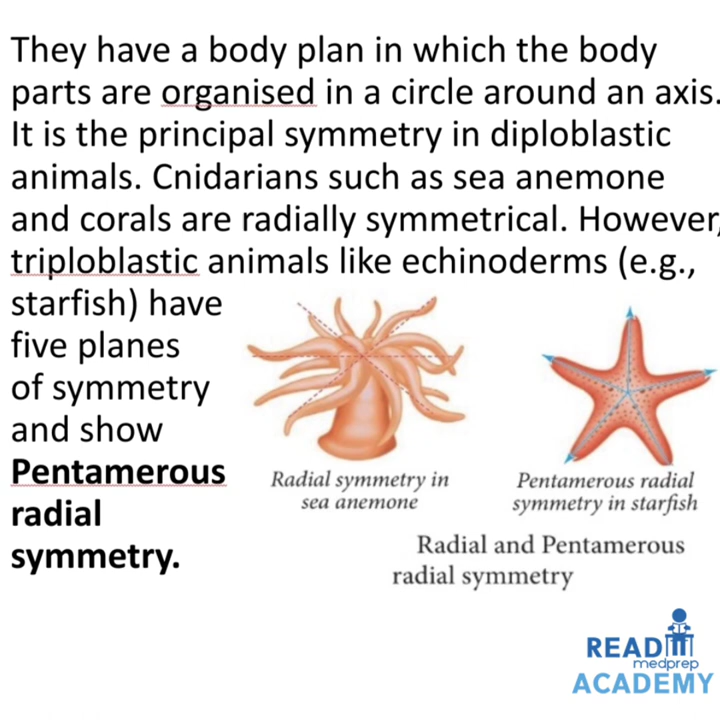 They have a body plan in which the body
parts are organised in a circle around an axis.
It is the principal symmetry in diploblastic
animals. Cnidarians such as sea anemone
and corals are radially symmetrical. However,
triploblastic animals like echinoderms (e.g.,
starfish) have
five planes
of symmetry
and show
Pentamerous
radial
symmetry.
Radial symmetry in
sea anemone
Pentamerous radial
symmetry in starfish
Radial and Pentamerous
radial symmetry
READ
medprep
ACADEMY